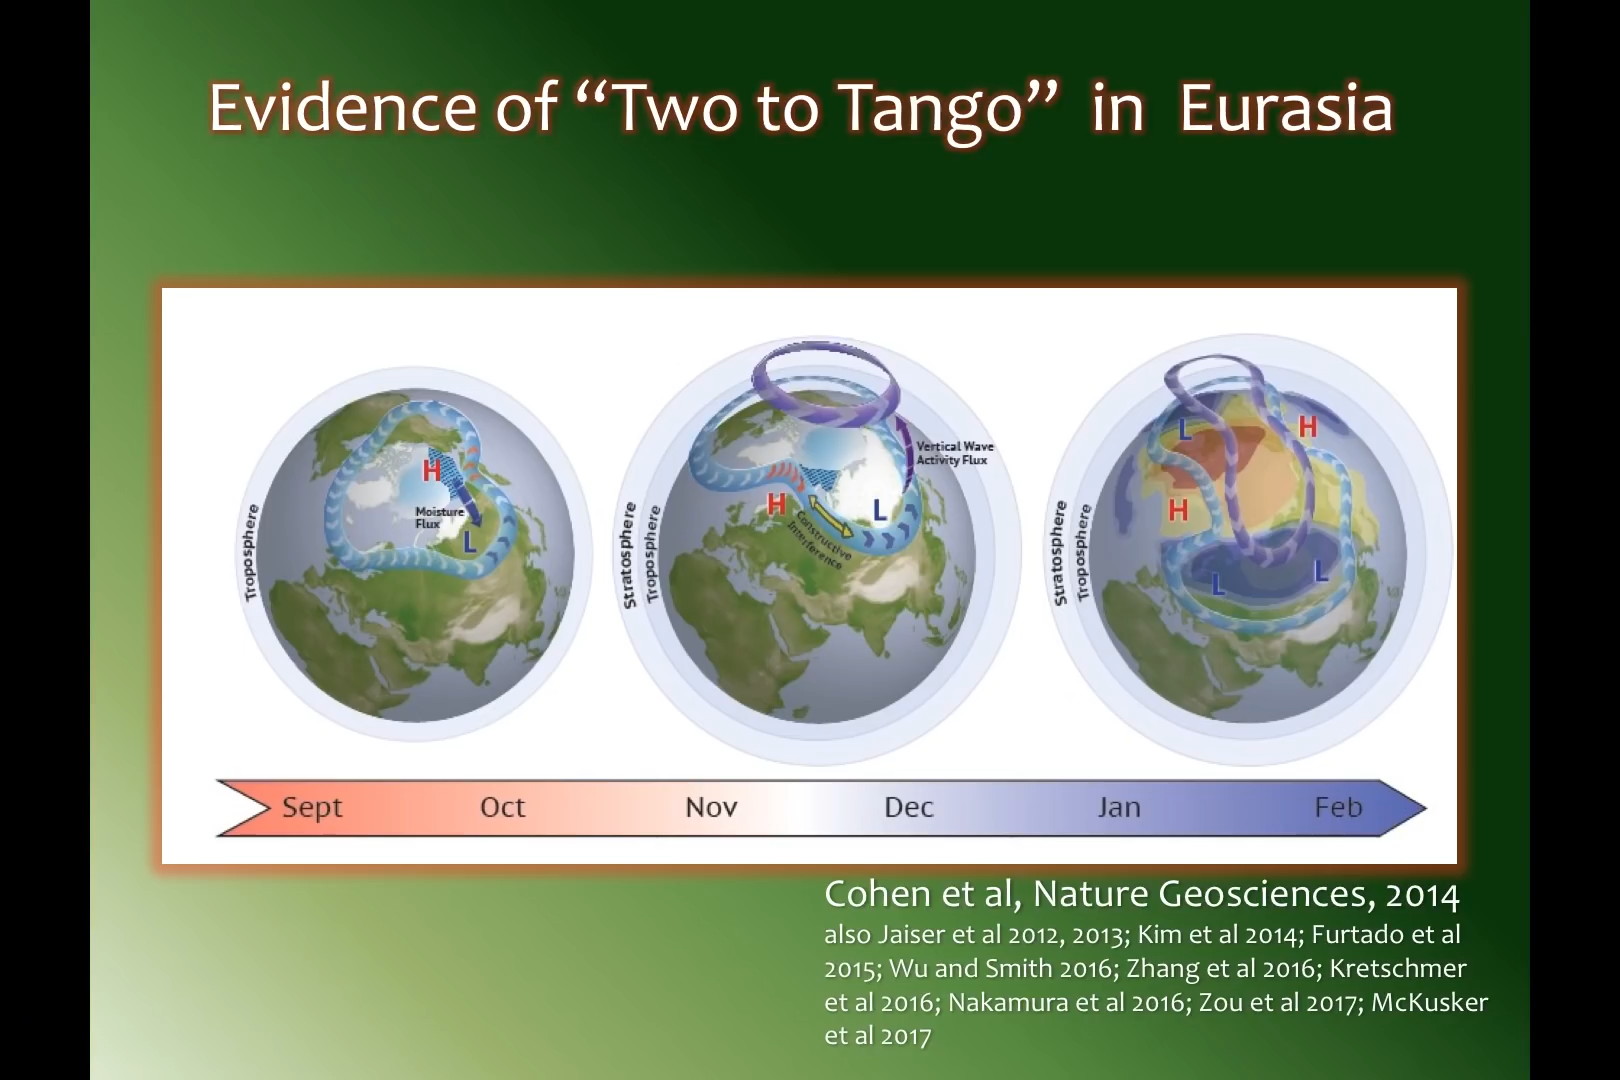 Evidence of “Two to Tango” in Eurasia
Troposphere
H
Moisture
Flux
L
Stratosphere
Troposphere
Vertical Wave
Activity Flux
H
L
Constructive
Interference
Stratosphere
Troposphere
L
H
H
L
L
Sept Oct Nov Dec Jan Feb
Cohen et al, Nature Geosciences, 2014
also Jaiser et al 2012, 2013; Kim et al 2014; Furtado et al
2015; Wu and Smith 2016; Zhang et al 2016; Kretschmer
et al 2016; Nakamura et al 2016; Zou et al 2017; McKusker
et al 2017